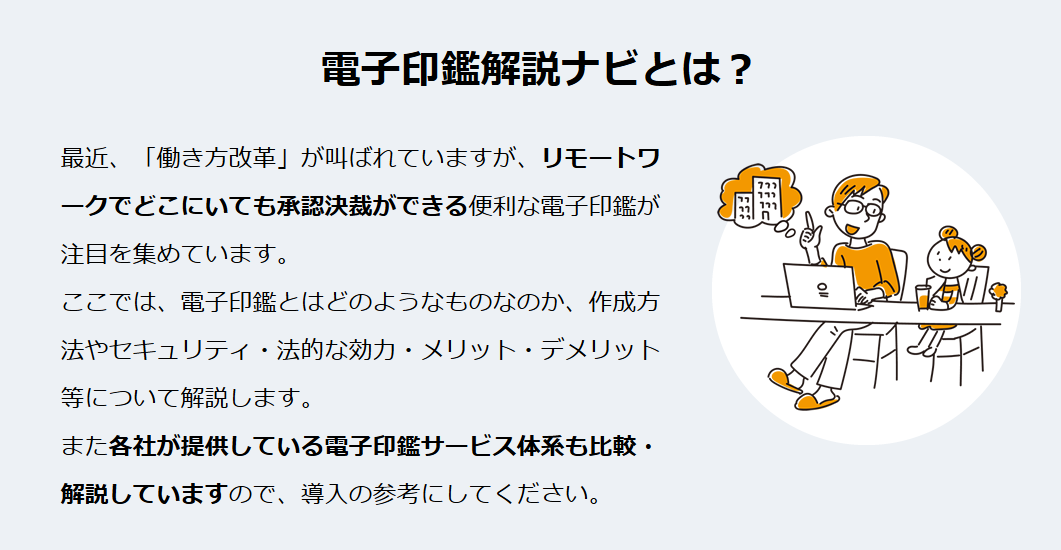 電子印鑑解説ナビとは？
最近、「働き方改革」が叫ばれていますが、リモートワ
ークでどこにいても承認決裁ができる便利な電子印鑑が
注目を集めています。
ここでは、電子印鑑とはどのようなものなのか、作成方
法やセキュリティ・法的な効力・メリット・デメリット
等について解説します。
また各社が提供している電子印鑑サービス体系も比較・
解説していますので、導入の参考にしてください。